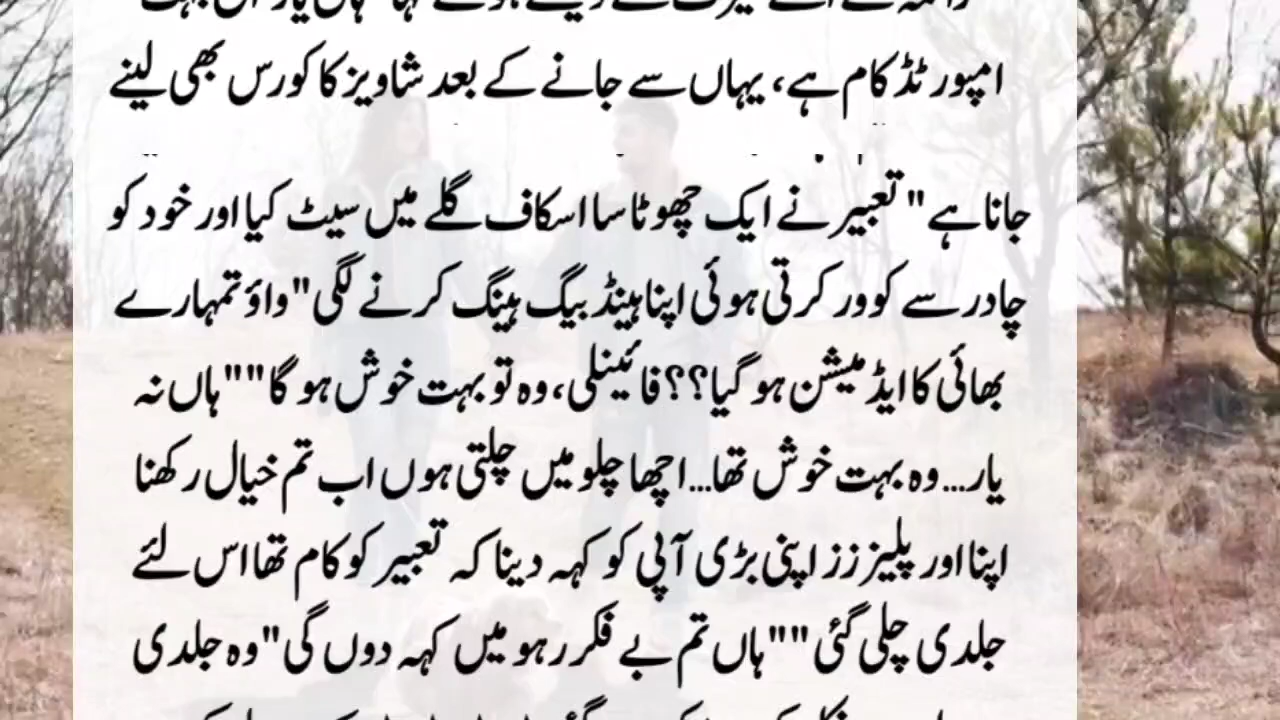 امپورٹڈ کام ہے، یہاں سے جانے کے بعد شاویز کا کورس بھی لینے
جانا ہے " تعبیر نے ایک چھوٹا سا اسکاف گلے میں سیٹ کیا اور خود کو
چادر سے کوور کرتی ہوئی اپنا ہینڈ بیگ ہینگ کرنے لگی "واؤ تمہارے
بھائی کا ایڈمیشن ہو گیا؟؟ فائینلی، وہ تو بہت خوش ہو گا" "ہاں نہ
یار... وہ بہت خوش تھا... اچھا چلو میں چلتی ہوں اب تم خیال رکھنا
اپنا اور پلیززز اپنی بڑی آپی کو کہہ دینا کہ تعبیر کو کام تھا اس لئے
جلدی چلی گئی " "ہاں تم بے فکر رہو میں کہہ دوں گی" وہ جلدی